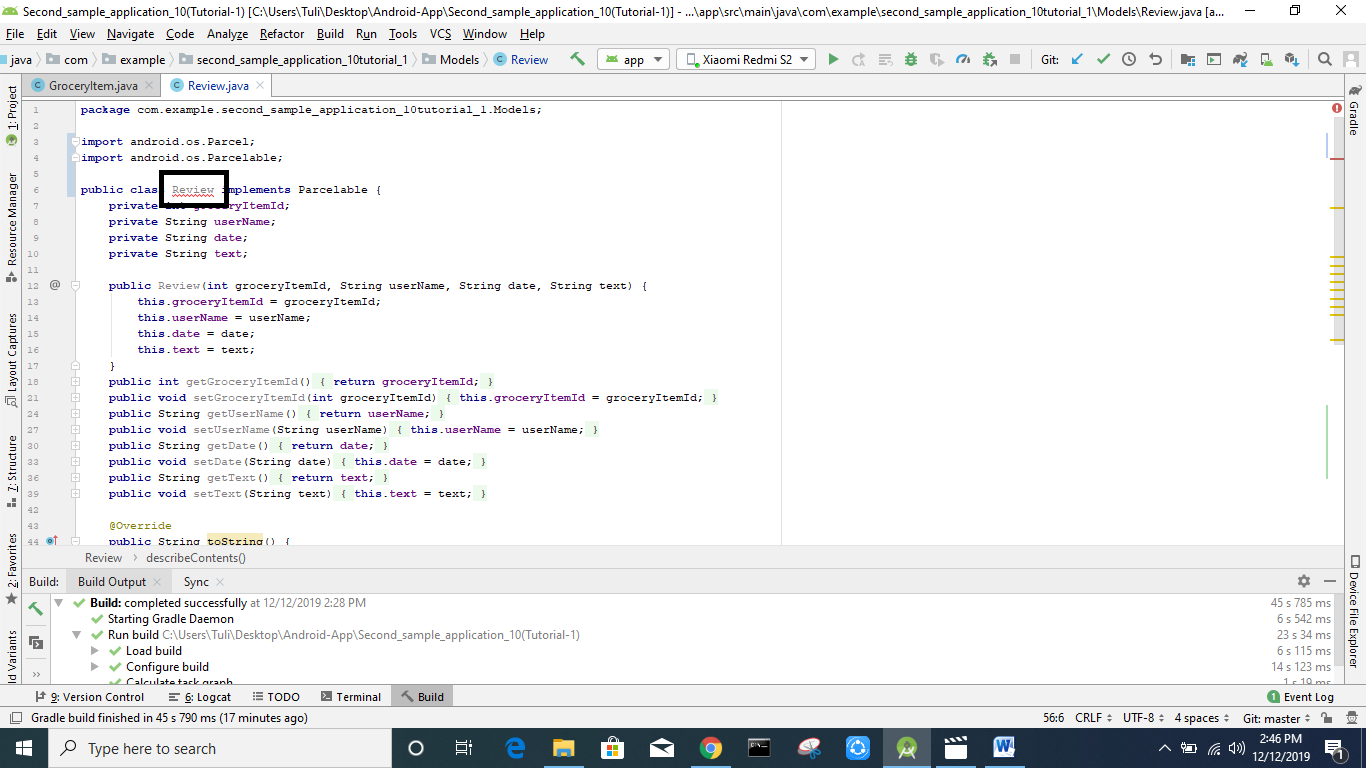 Second_sample_application_10(Tutorial-1) [C:\Users\Tuli\Desktop\Android-App\Second_sample_application_10(Tutorial-1)] - ...\app\src\main\java\com\example\second_sample_application_10tutorial_1\Models\Review.java [a...
File Edit View Navigate Code Analyze Refactor Build Run Tools VCS Window Help
java com example second_sample_application_10tutorial_1 Models Review app Xiaomi Redmi S2 Git:
GroceryItem.java Review.java
1: Project
Resource Manager
Layout Captures
7: Structure
2: Favorites
ld Variants
Gradle
Device File Explorer
1 package com.example.second_sample_application_10tutorial_1.Models;
2
3 import android.os.Parcel;
4 import android.os.Parcelable;
5
6 public clas Review implements Parcelable {
7 private int groceryItemId;
8 private String userName;
9 private String date;
10 private String text;
11
12 @ public Review(int groceryItemId, String userName, String date, String text) {
13 this.groceryItemId = groceryItemId;
14 this.userName = userName;
15 this.date = date;
16 this.text = text;
17 }
18 public int getGroceryItemId() { return groceryItemId; }
21 public void setGroceryItemId(int groceryItemId) { this.groceryItemId = groceryItemId; }
24 public String getUserName() { return userName; }
27 public void setUserName(String userName) { this.userName = userName; }
30 public String getDate() { return date; }
33 public void setDate(String date) { this.date = date; }
36 public String getText() { return text; }
39 public void setText(String text) { this.text = text; }
42
43 @Override
44 public String toString() {
Review › describeContents()
Build: Build Output Sync
Build: completed successfully at 12/12/2019 2:28 PM 45 s 785 ms
Starting Gradle Daemon 6 s 542 ms
Run build C:\Users\Tuli\Desktop\Android-App\Second_sample_application_10(Tutorial-1) 23 s 34 ms
Load build 6 s 115 ms
Configure build 14 s 123 ms
Calculate task graph 1 s 19 ms
9: Version Control 6: Logcat TODO Terminal Build 1 Event Log
Gradle build finished in 45 s 790 ms (17 minutes ago) 56:6 CRLF UTF-8 4 spaces Git: master
Type here to search 2:46 PM
12/12/2019 1